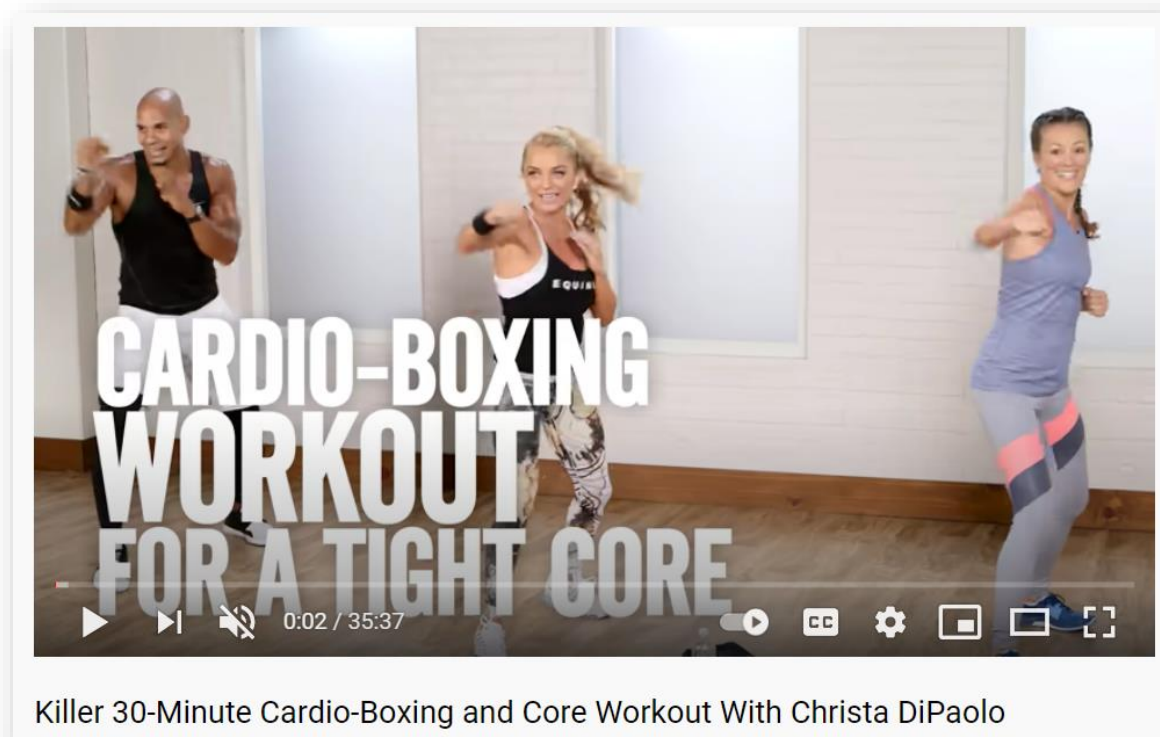 EQUIN
CARDIO-BOXING
WORKOUT
FOR A TIGHT CORE
0:02 / 35:37
CC
Killer 30-Minute Cardio-Boxing and Core Workout With Christa DiPaolo